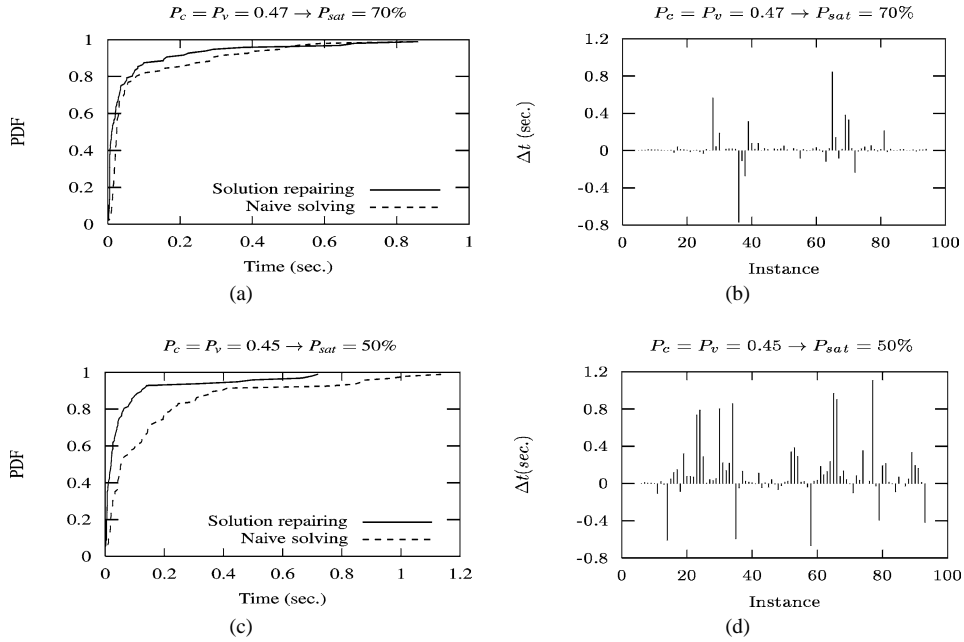 P_c = P_v = 0.47 → P_sat = 70%
1
0.8
0.6
0.4
0.2
0
PDF
Solution repairing
Naive solving
0 0.2 0.4 0.6 0.8 1
Time (sec.)
(a)
P_c = P_v = 0.47 → P_sat = 70%
1.2
0.8
0.4
0
-0.4
-0.8
Δt (sec.)
0 20 40 60 80 100
Instance
(b)
P_c = P_v = 0.45 → P_sat = 50%
1
0.8
0.6
0.4
0.2
0
PDF
Solution repairing
Naive solving
0 0.2 0.4 0.6 0.8 1 1.2
Time (sec.)
(c)
P_c = P_v = 0.45 → P_sat = 50%
1.2
0.8
0.4
0
-0.4
-0.8
Δt(sec.)
0 20 40 60 80 100
Instance
(d)